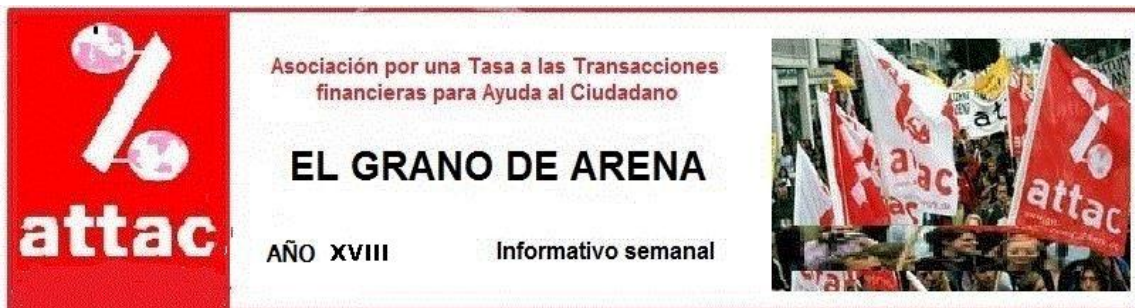 Asociación por una Tasa a las Transacciones
financieras para Ayuda al Ciudadano
EL GRANO DE ARENA
AÑO XVIII
Informativo semanal
attac
attac
attac